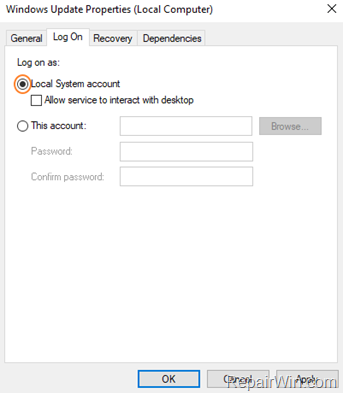 Windows Update Properties (Local Computer)
General Log On Recovery Dependencies
Log on as:
Local System account
Allow service to interact with desktop
This account: Browse...
Password:
Confirm password:
OK Cancel Apply
RepairWin.com